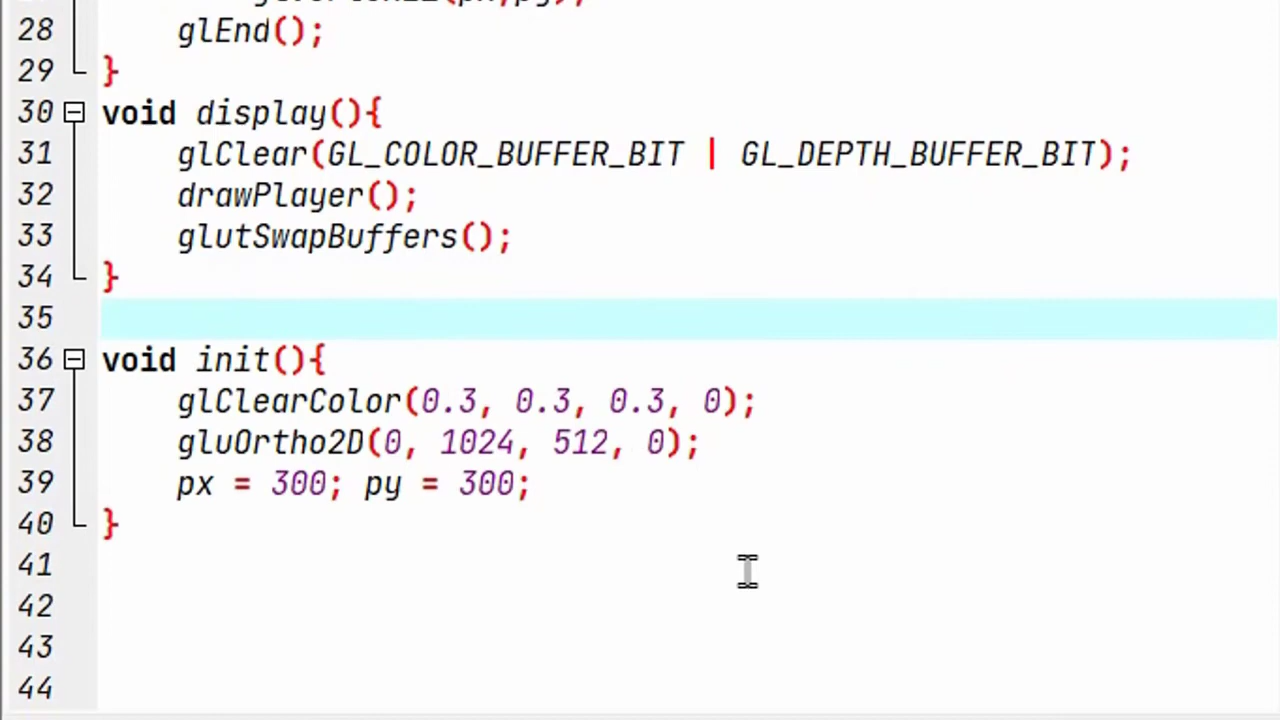 28 glEnd();
29 }
30 void display(){
31 glClear(GL_COLOR_BUFFER_BIT | GL_DEPTH_BUFFER_BIT);
32 drawPlayer();
33 glutSwapBuffers();
34 }
35
36 void init(){
37 glClearColor(0.3, 0.3, 0.3, 0);
38 gluOrtho2D(0, 1024, 512, 0);
39 px = 300; py = 300;
40 }
41
42
43
44